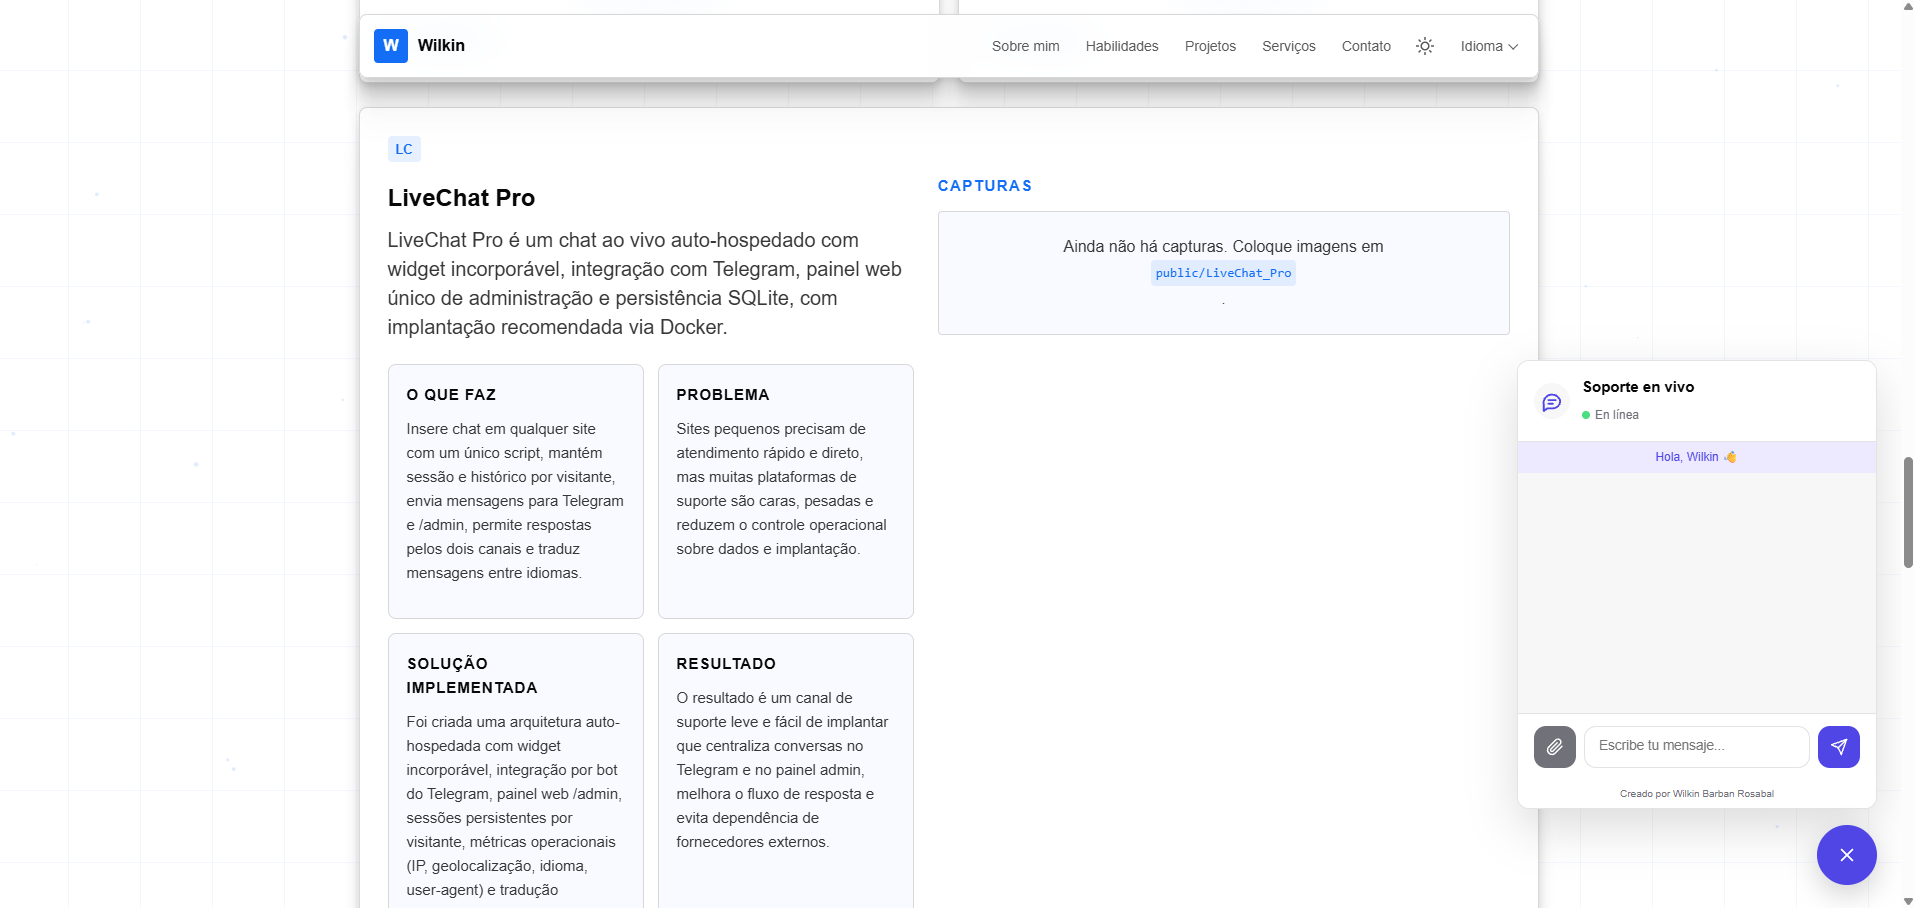 W Wilkin
Sobre mim Habilidades Projetos Serviços Contato Idioma
LC
LiveChat Pro
LiveChat Pro é um chat ao vivo auto-hospedado com
widget incorporável, integração com Telegram, painel web
único de administração e persistência SQLite, com
implantação recomendada via Docker.
O QUE FAZ
Insere chat em qualquer site
com um único script, mantém
sessão e histórico por visitante,
envia mensagens para Telegram
e /admin, permite respostas
pelos dois canais e traduz
mensagens entre idiomas.
PROBLEMA
Sites pequenos precisam de
atendimento rápido e direto,
mas muitas plataformas de
suporte são caras, pesadas e
reduzem o controle operacional
sobre dados e implantação.
SOLUÇÃO
IMPLEMENTADA
Foi criada uma arquitetura auto-
hospedada com widget
incorporável, integração por bot
do Telegram, painel web /admin,
sessões persistentes por
visitante, métricas operacionais
(IP, geolocalização, idioma,
user-agent) e tradução
RESULTADO
O resultado é um canal de
suporte leve e fácil de implantar
que centraliza conversas no
Telegram e no painel admin,
melhora o fluxo de resposta e
evita dependência de
fornecedores externos.
CAPTURAS
Ainda não há capturas. Coloque imagens em
public/LiveChat_Pro
.
Soporte en vivo
En línea
Hola, Wilkin 👋
Escribe tu mensaje...
Creado por Wilkin Barban Rosabal